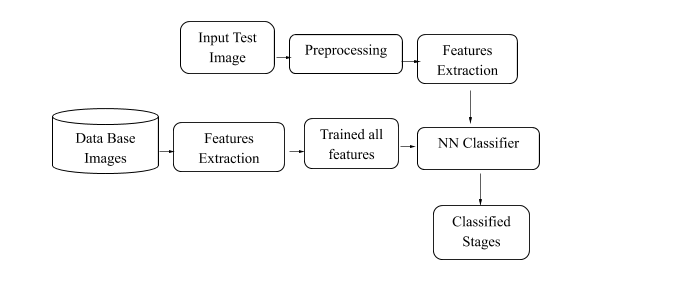 Input Test
Image
Preprocessing
Features
Extraction
Data Base
Images
Features
Extraction
Trained all
features
NN Classifier
Classified
Stages